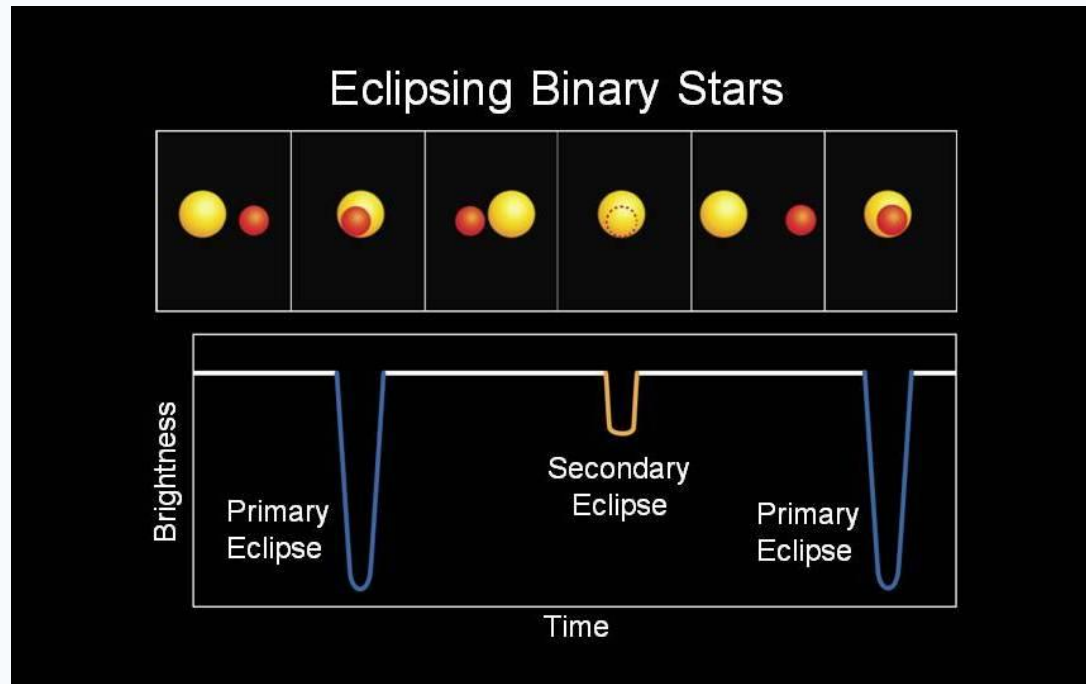 Eclipsing Binary Stars
Brightness
Primary
Eclipse
Secondary
Eclipse
Primary
Eclipse
Time